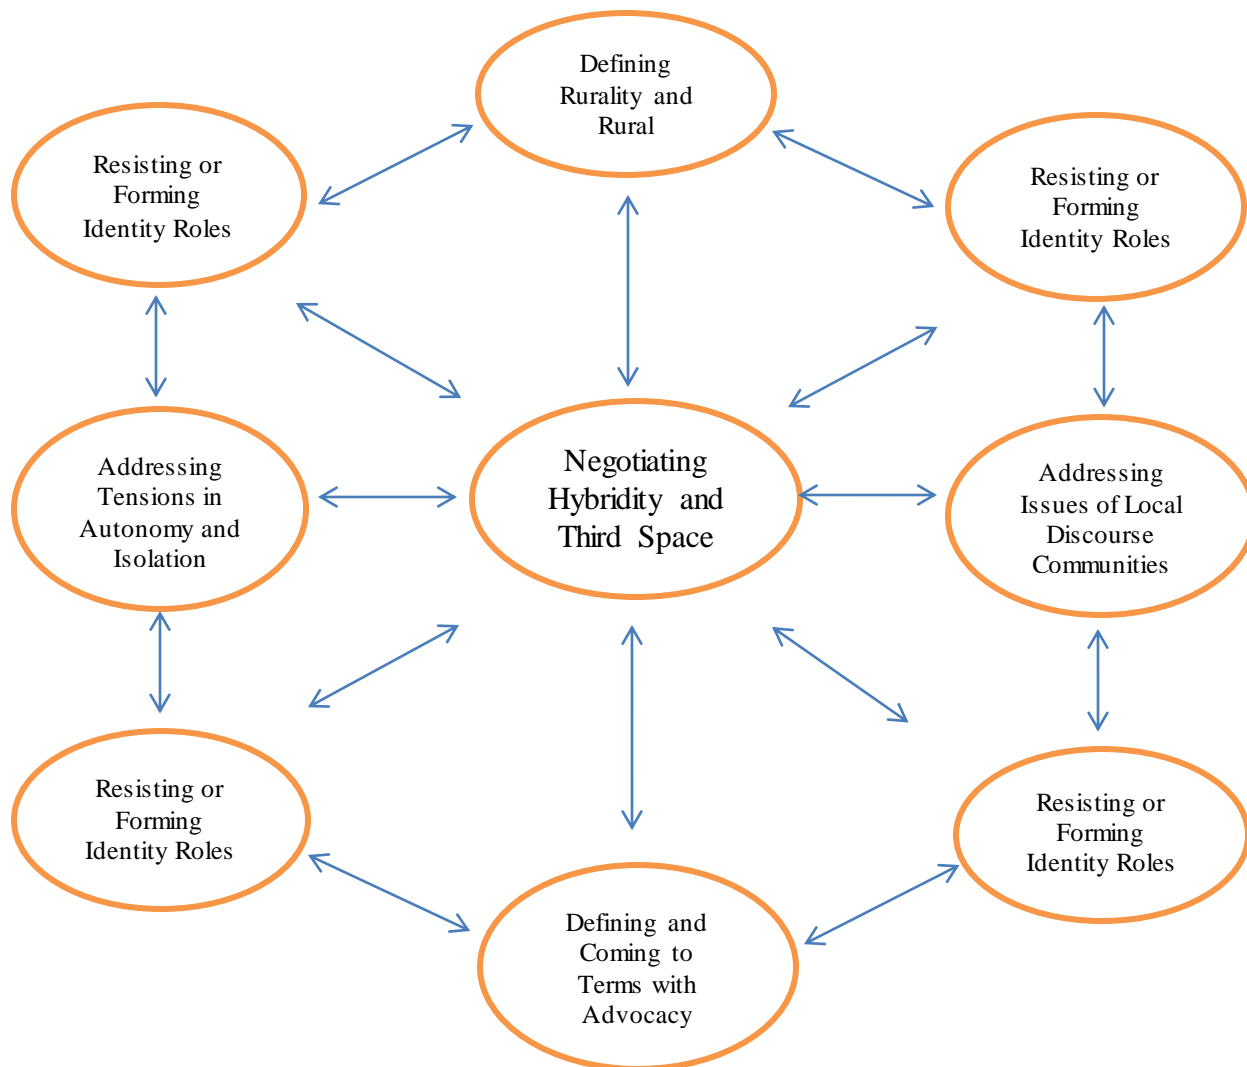 Defining
Rurality and
Rural
Resisting or
Forming
Identity Roles
Resisting or
Forming
Identity Roles
Addressing
Tensions in
Autonomy and
Isolation
Negotiating
Hybridity and
Third Space
Addressing
Issues of Local
Discourse
Communities
Resisting or
Forming
Identity Roles
Resisting or
Forming
Identity Roles
Defining and
Coming to
Terms with
Advocacy